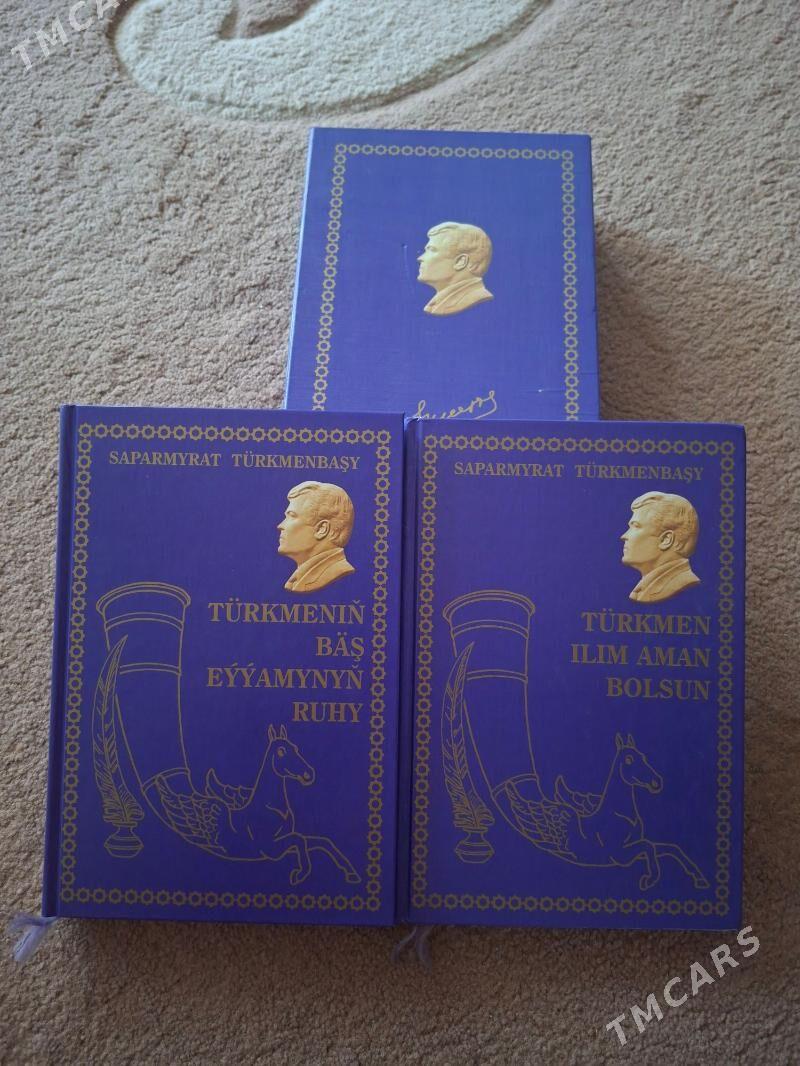 TMCARS
SAPARMYRAT TÜRKMENBAŞY
TÜRKMENIŇ
BÄŞ
EÝÝAMYNYŇ
RUHY
SAPARMYRAT TÜRKMENBAŞY
TÜRKMEN
ILIM AMAN
BOLSUN
TMCARS